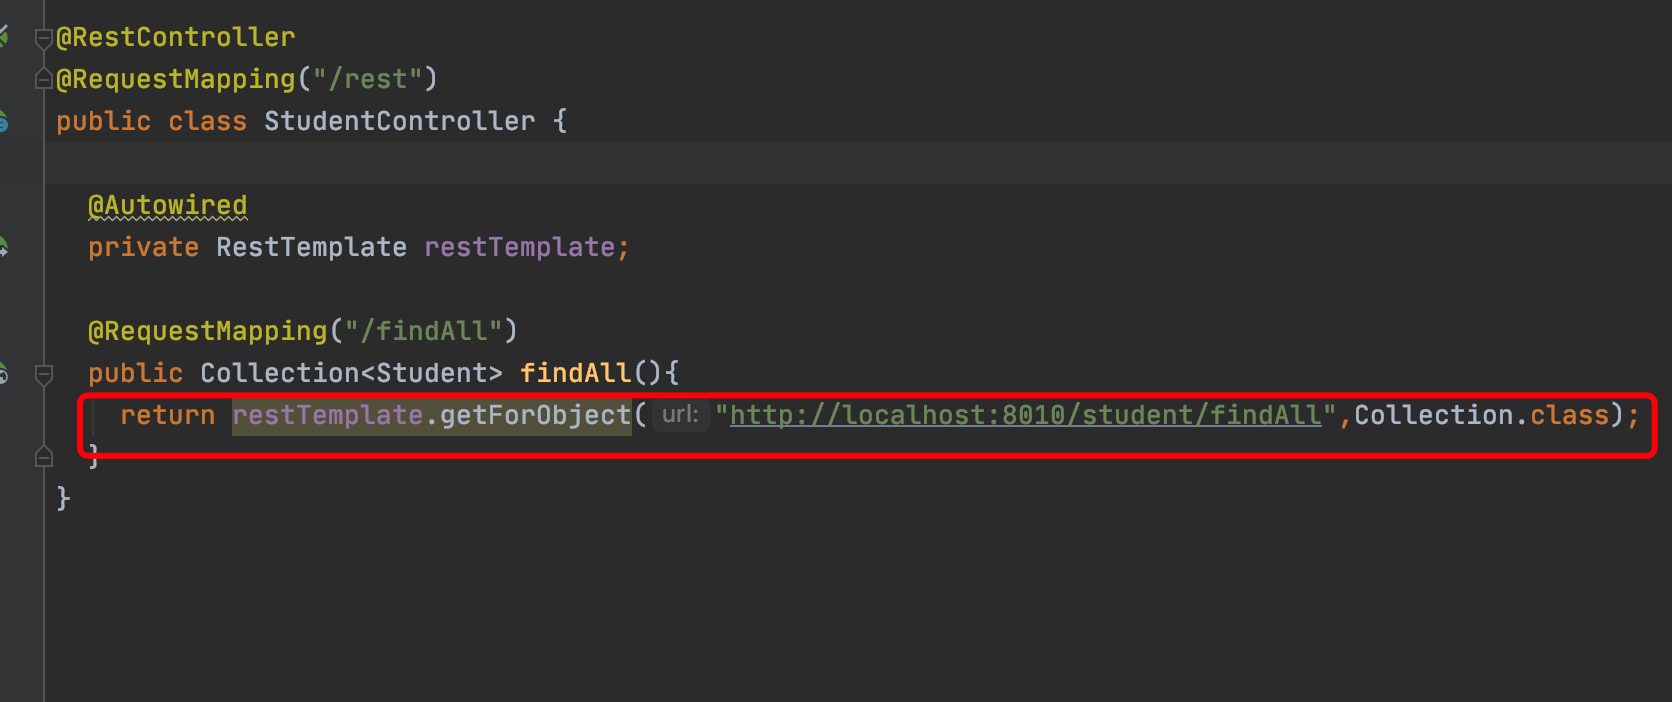 @RestController
@RequestMapping("/rest")
public class StudentController {
@Autowired
private RestTemplate restTemplate;
@RequestMapping("/findAll")
public Collection<Student> findAll(){
return restTemplate.getForObject( url: "http://localhost:8010/student/findAll",Collection.class);
}
}